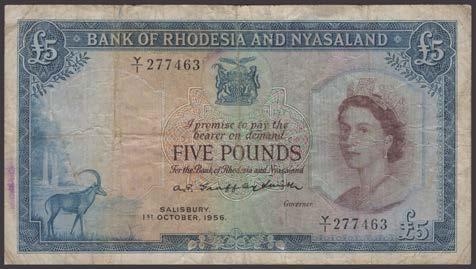 £5 BANK OF RHODESIA AND NYASALAND £5
Y/1 277463
I promise to pay the
bearer on demand
FIVE POUNDS
For the Bank of Rhodesia and Nyasaland
Governor.
SALISBURY,
1ST OCTOBER, 1956.
Y/1 277463
£5